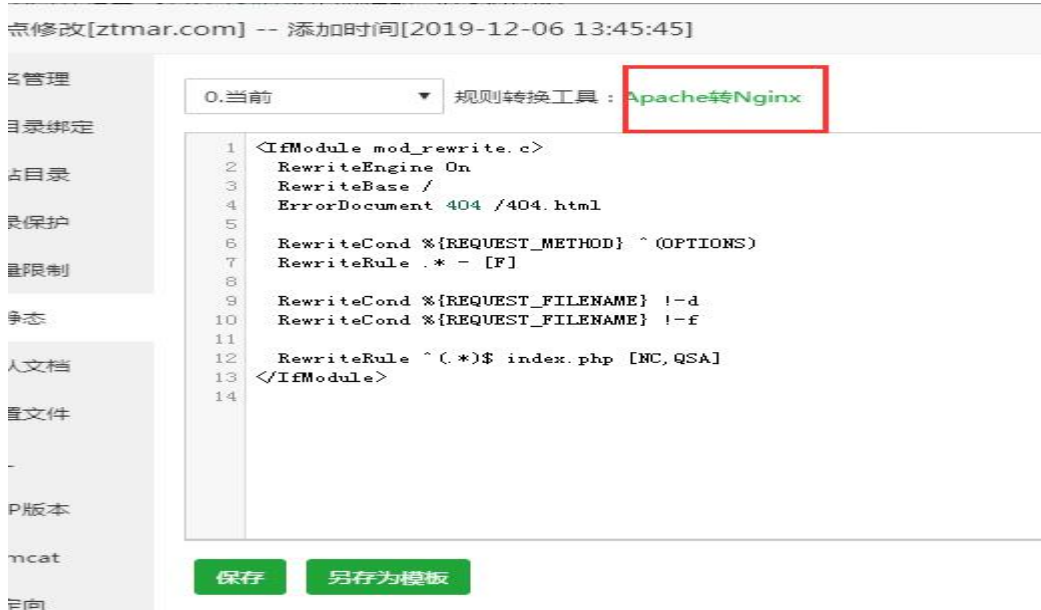 点修改[ztmar.com] -- 添加时间[2019-12-06 13:45:45]
名管理
目录绑定
站目录
录保护
量限制
静态
认文档
置文件
P版本
mcat
定向
0.当前
规则转换工具：Apache转Nginx
1 <IfModule mod_rewrite.c>
2 RewriteEngine On
3 RewriteBase /
4 ErrorDocument 404 /404.html
5
6 RewriteCond %{REQUEST_METHOD} ^(OPTIONS)
7 RewriteRule .* - [F]
8
9 RewriteCond %{REQUEST_FILENAME} !-d
10 RewriteCond %{REQUEST_FILENAME} !-f
11
12 RewriteRule ^(.*)$ index.php [NC,QSA]
13 </IfModule>
14
保存 另存为模板